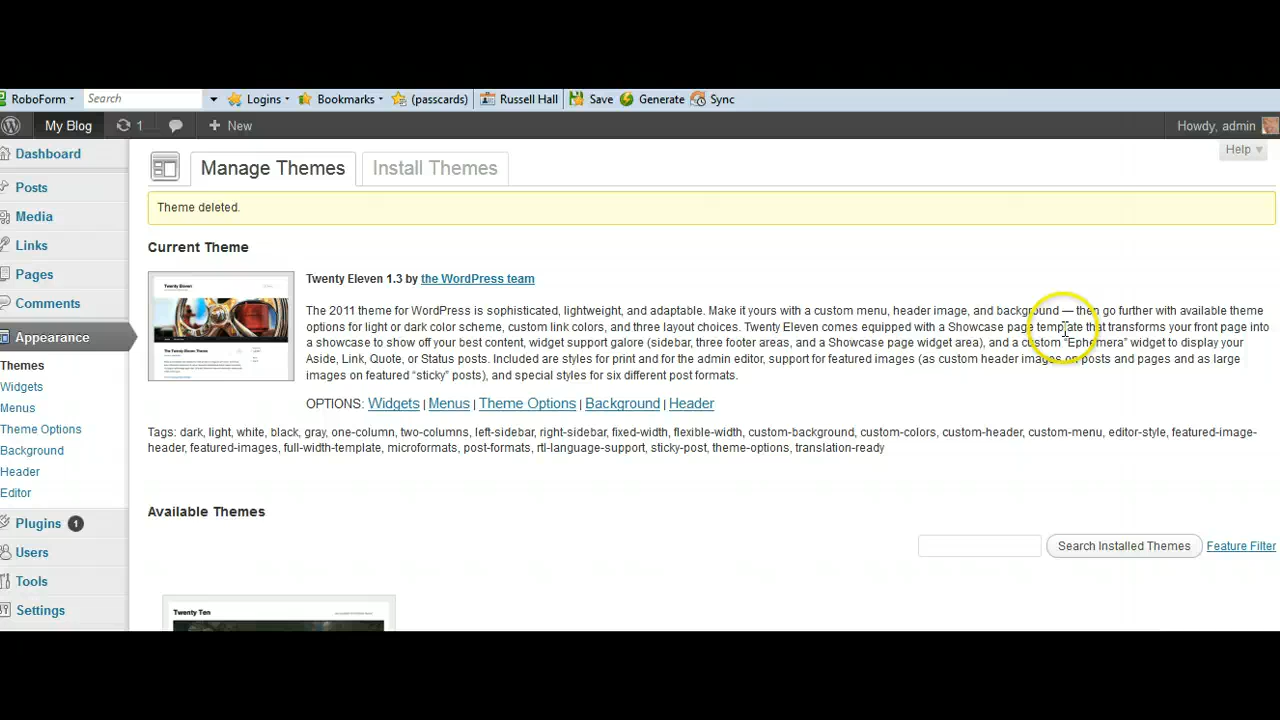 RoboForm Search Logins Bookmarks (passcards) Russell Hall Save Generate Sync
My Blog 1 New Howdy, admin
Help
Dashboard
Posts
Media
Links
Pages
Comments
Appearance
Themes
Widgets
Menus
Theme Options
Background
Header
Editor
Plugins 1
Users
Tools
Settings
Manage Themes Install Themes
Theme deleted.
Current Theme
Twenty Eleven
Twenty Eleven 1.3 by the WordPress team
The 2011 theme for WordPress is sophisticated, lightweight, and adaptable. Make it yours with a custom menu, header image, and background — then go further with available theme
options for light or dark color scheme, custom link colors, and three layout choices. Twenty Eleven comes equipped with a Showcase page template that transforms your front page into
a showcase to show off your best content, widget support galore (sidebar, three footer areas, and a Showcase page widget area), and a custom "Ephemera" widget to display your
Aside, Link, Quote, or Status posts. Included are styles for print and for the admin editor, support for featured images (as custom header images on posts and pages and as large
images on featured "sticky" posts), and special styles for six different post formats.
OPTIONS: Widgets | Menus | Theme Options | Background | Header
Tags: dark, light, white, black, gray, one-column, two-columns, left-sidebar, right-sidebar, fixed-width, flexible-width, custom-background, custom-colors, custom-header, custom-menu, editor-style, featured-image-
header, featured-images, full-width-template, microformats, post-formats, rtl-language-support, sticky-post, theme-options, translation-ready
Available Themes
Search Installed Themes Feature Filter
Twenty Ten